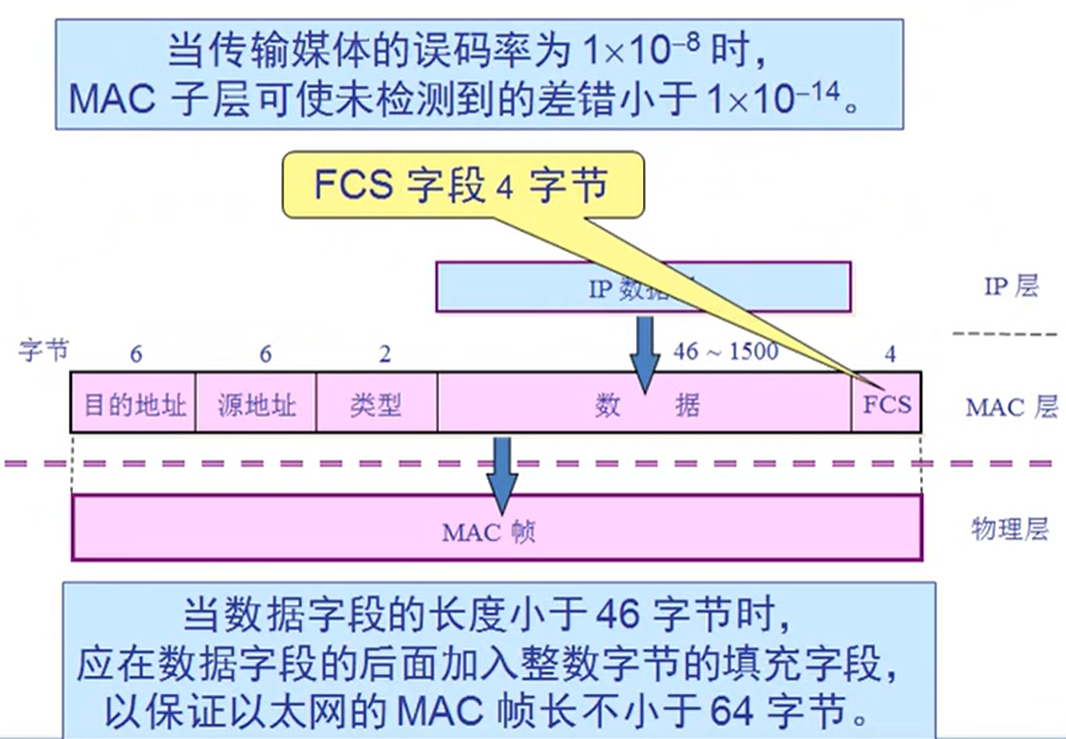 当传输媒体的误码率为 1×10⁻⁸ 时，
MAC 子层可使未检测到的差错小于 1×10⁻¹⁴。
FCS 字段 4 字节
IP 数据
IP 层
字节 6 6 2 46 ~ 1500 4
目的地址 源地址 类型 数 据 FCS MAC 层
MAC 帧 物理层
当数据字段的长度小于 46 字节时，
应在数据字段的后面加入整数字节的填充字段，
以保证以太网的 MAC 帧长不小于 64 字节。